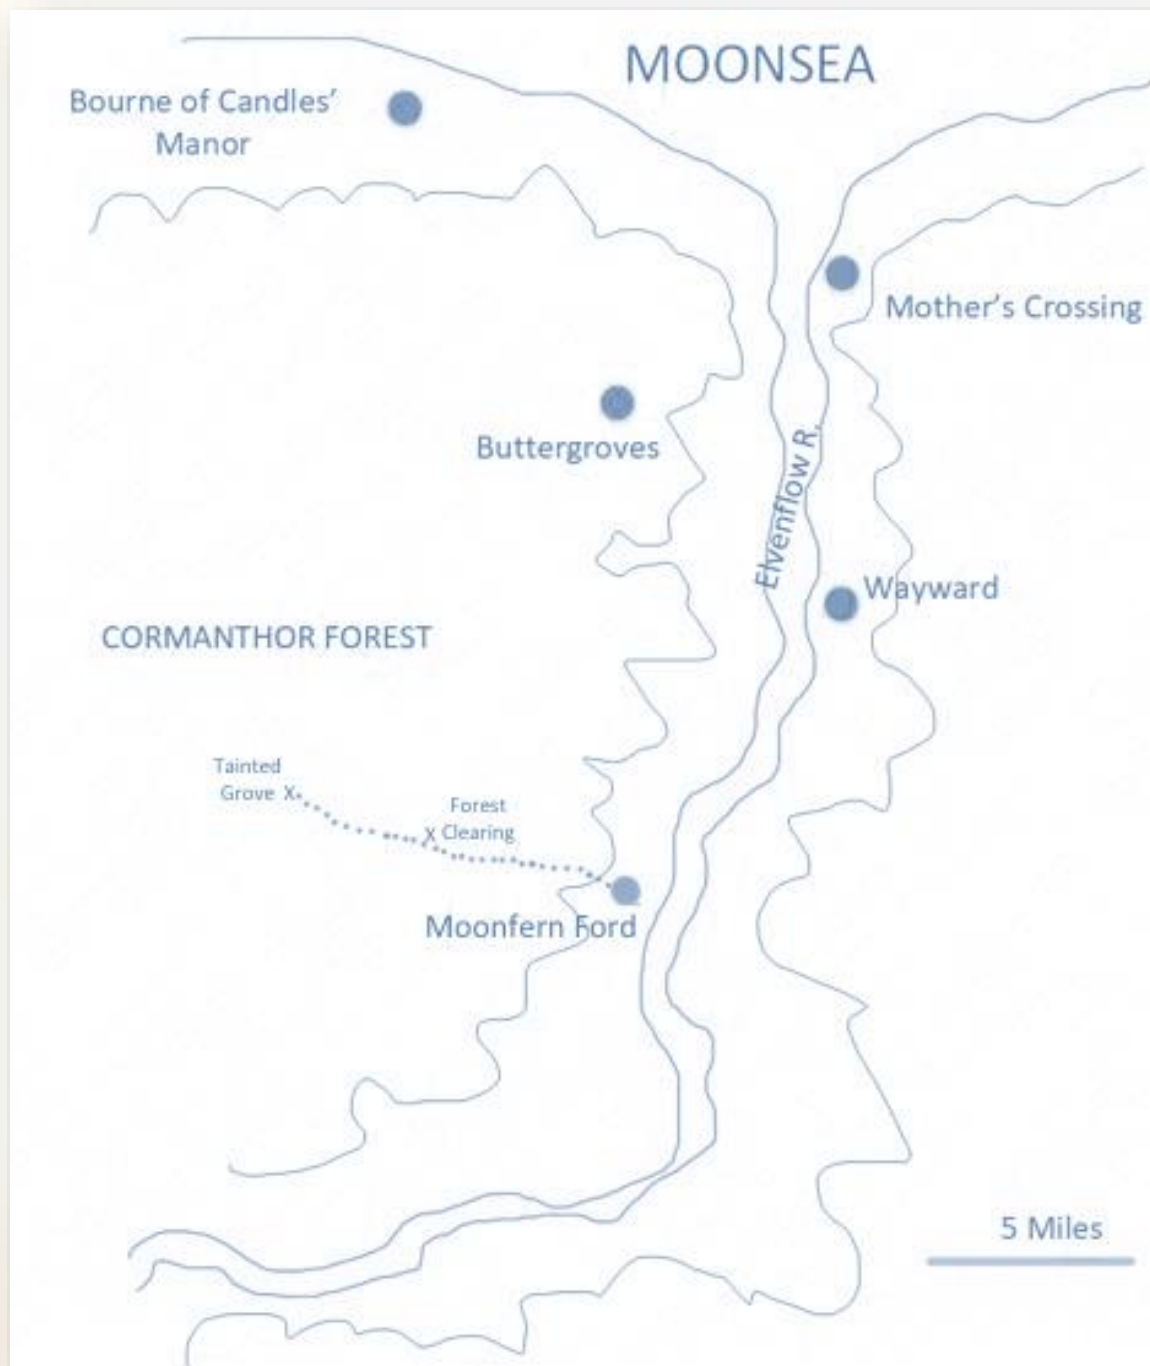 MOONSEA
Bourne of Candles'
Manor
Mother's Crossing
Buttergroves
Elvenflow R.
Wayward
CORMANTHOR FOREST
Tainted
Grove X
Forest
X Clearing
Moonfern Ford
5 Miles